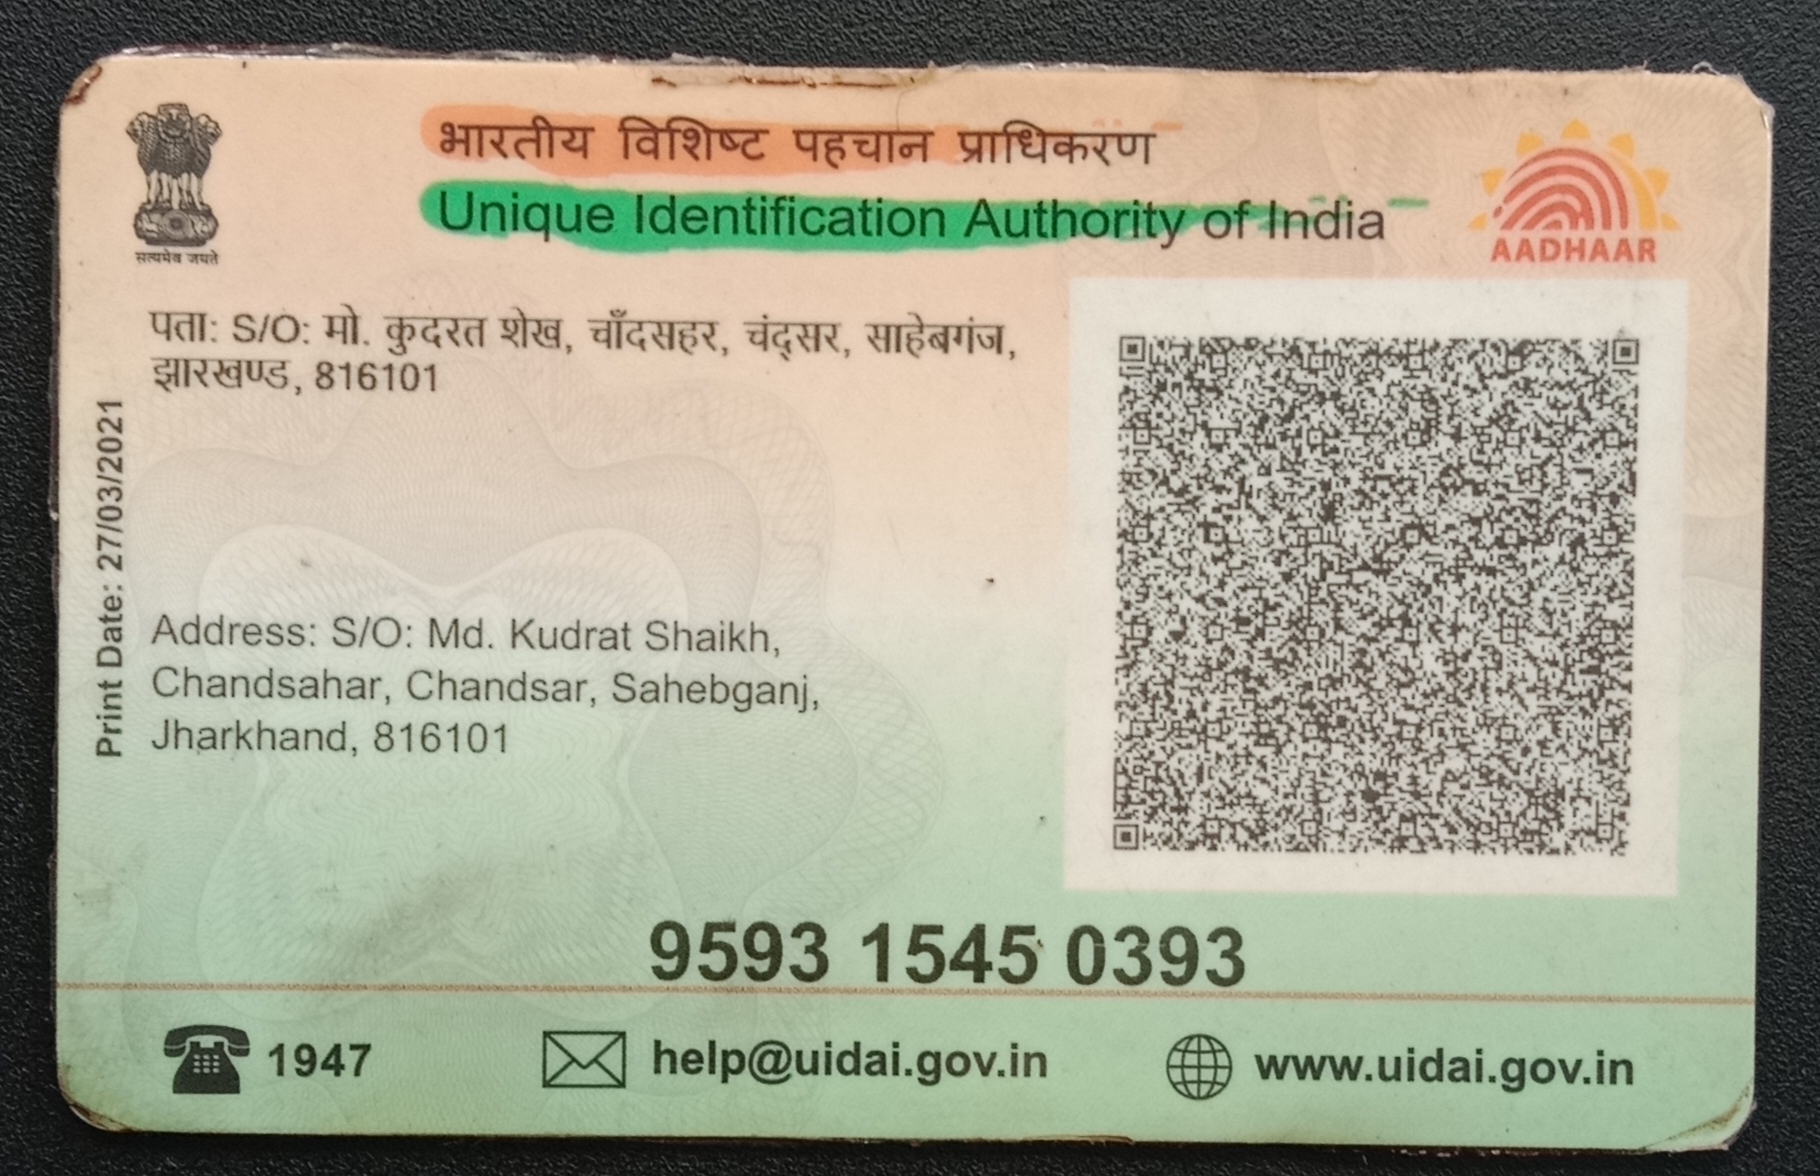 भारतीय विशिष्ट पहचान प्राधिकरण
Unique Identification Authority of India
सत्यमेव जयते
AADHAAR
पता: S/O: मो. कुदरत शेख, चाँदसहर, चंद्सर, साहेबगंज,
झारखण्ड, 816101
Print Date: 27/03/2021
Address: S/O: Md. Kudrat Shaikh,
Chandsahar, Chandsar, Sahebganj,
Jharkhand, 816101
9593 1545 0393
1947
help@uidai.gov.in
www.uidai.gov.in